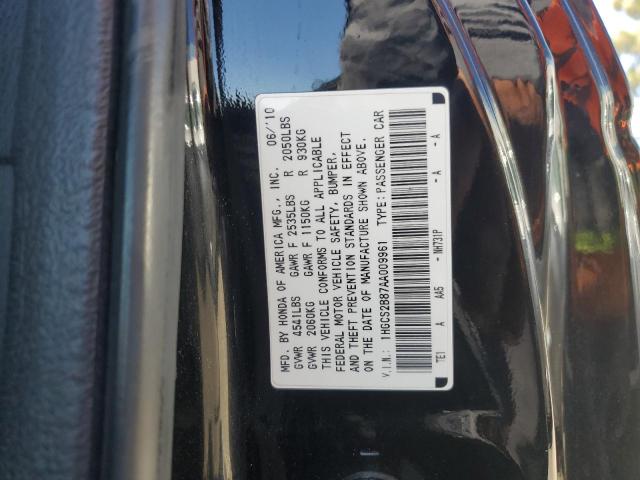 MFD. BY HONDA OF AMERICA MFG., INC. 06/'10
GVWR 4541LBS GAWR F 2535LBS R 2050LBS
GVWR 2060KG GAWR F 1150KG R 930KG
THIS VEHICLE CONFORMS TO ALL APPLICABLE
FEDERAL MOTOR VEHICLE SAFETY, BUMPER,
AND THEFT PREVENTION STANDARDS IN EFFECT
ON THE DATE OF MANUFACTURE SHOWN ABOVE.
V.I.N.: 1HGCS2B87AA009961 TYPE: PASSENGER CAR
TE1 A AA5 - NH731P - A - A